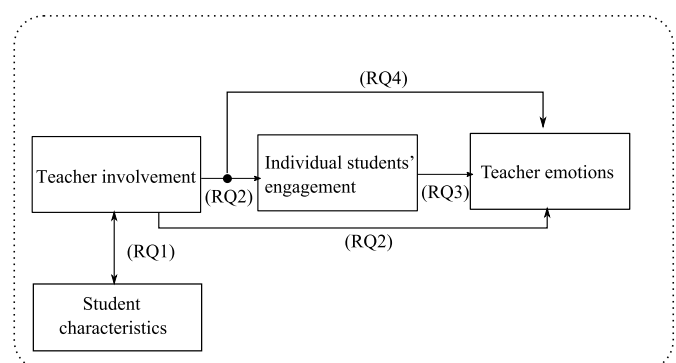 (RQ4)
Teacher involvement
(RQ2)
Individual students’
engagement
(RQ3)
Teacher emotions
(RQ2)
(RQ1)
Student
characteristics